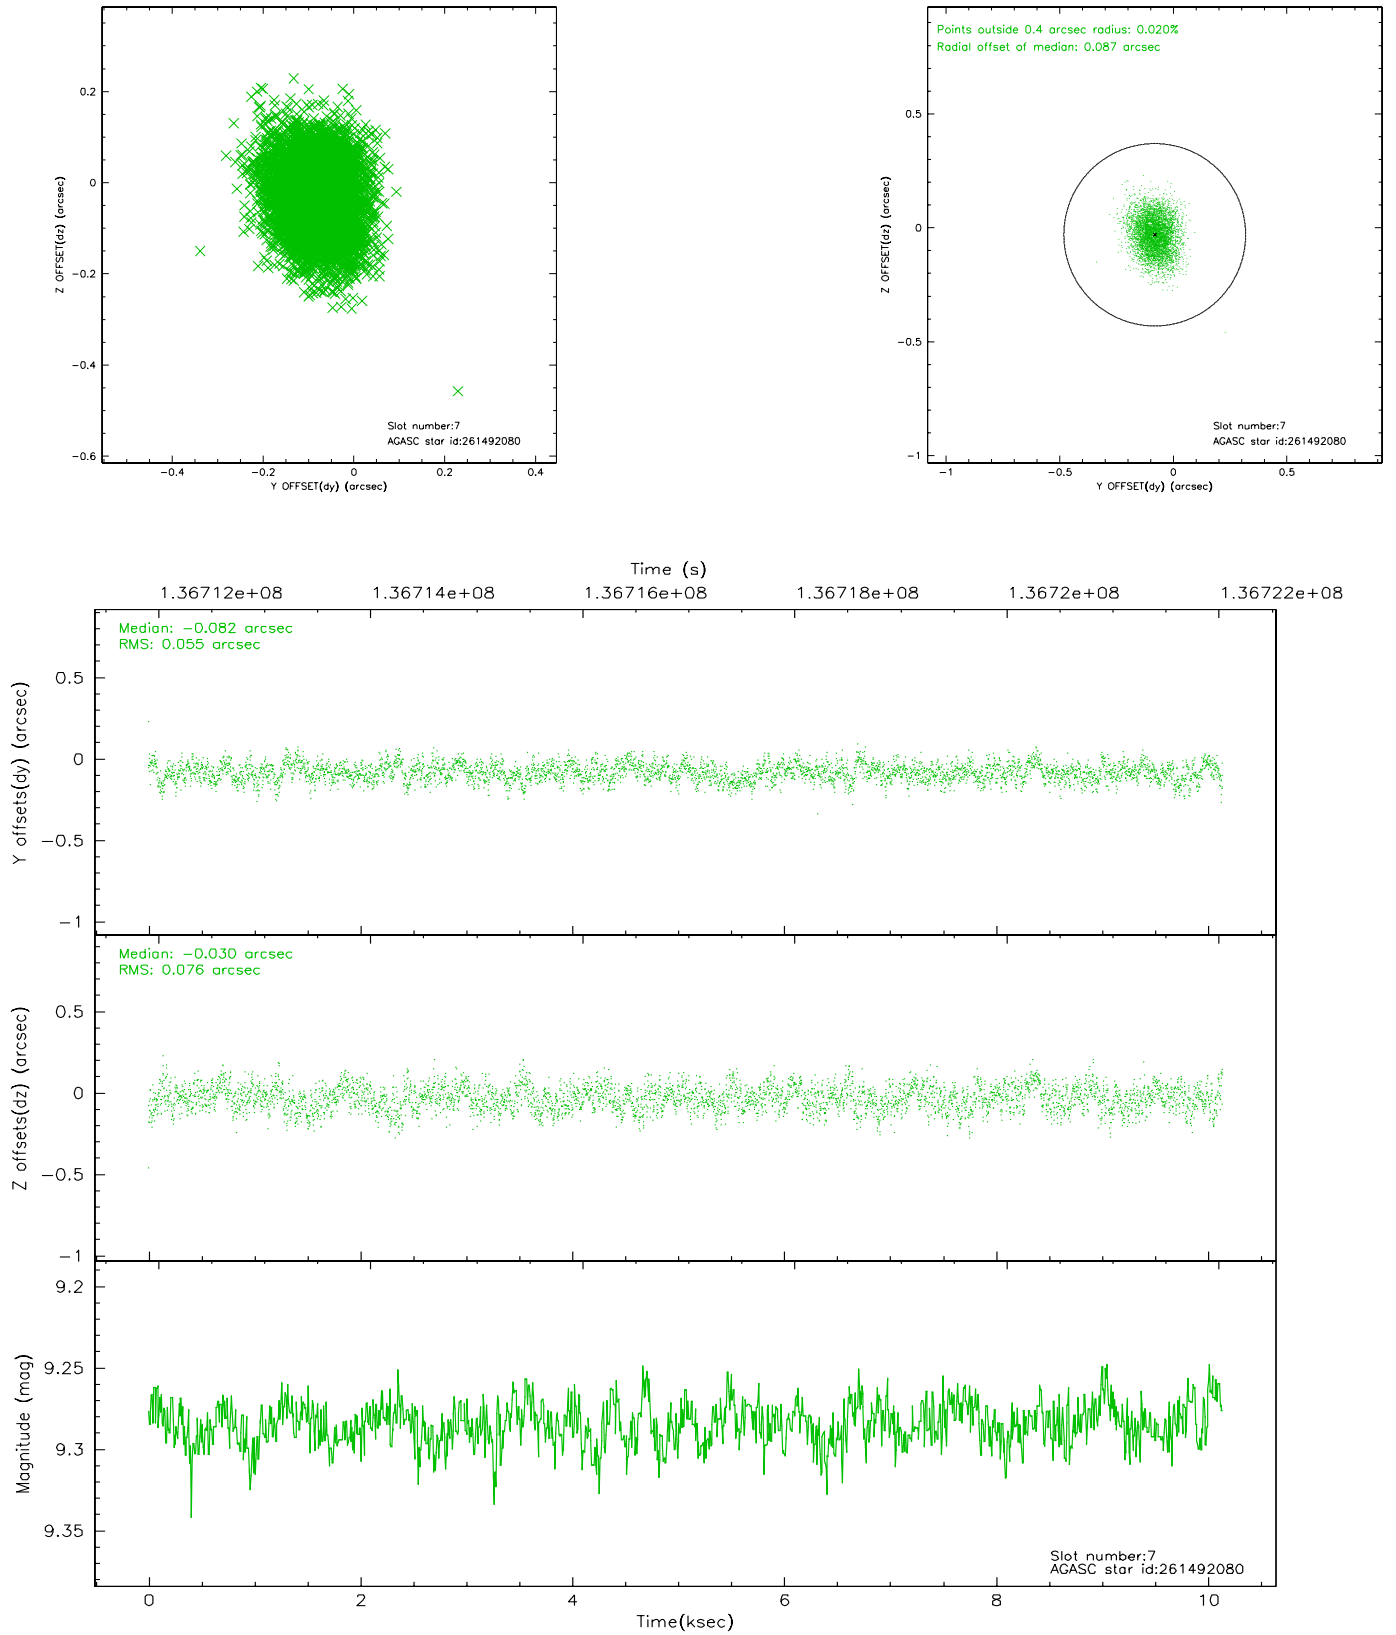 0.2
0
−0.2
−0.4
−0.6
Z OFFSET(dz) (arcsec)
Slot number:7
AGASC star id:261492080
−0.4
−0.2
0
0.2
0.4
Y OFFSET(dy) (arcsec)
Points outside 0.4 arcsec radius: 0.020%
Radial offset of median: 0.087 arcsec
0.5
0
−0.5
−1
Z OFFSET(dz) (arcsec)
Slot number:7
AGASC star id:261492080
−1
−0.5
0
0.5
Y OFFSET(dy) (arcsec)
Time (s)
1.36712e+08
1.36714e+08
1.36716e+08
1.36718e+08
1.3672e+08
1.36722e+08
Median: −0.082 arcsec
RMS: 0.055 arcsec
0.5
0
−0.5
−1
Y offsets(dy) (arcsec)
Median: −0.030 arcsec
RMS: 0.076 arcsec
0.5
0
−0.5
−1
Z offsets(dz) (arcsec)
9.2
9.25
9.3
9.35
Magnitude (mag)
Slot number:7
AGASC star id:261492080
0
2
4
6
8
10
Time(ksec)